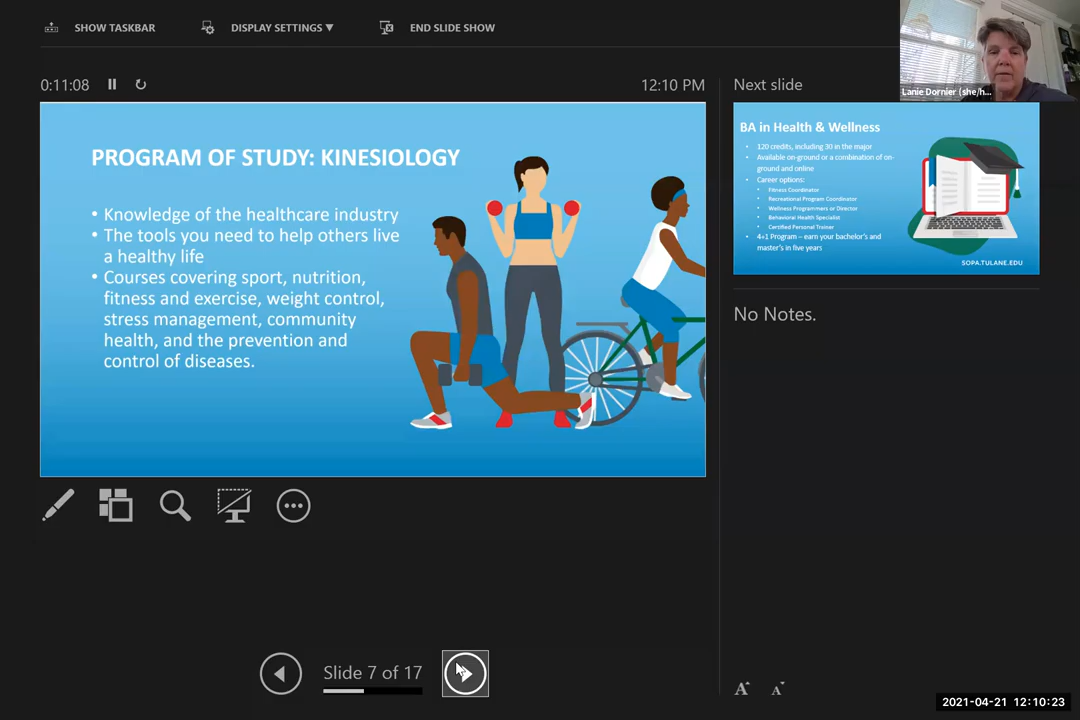 SHOW TASKBAR
DISPLAY SETTINGS ▼
END SLIDE SHOW
Lanie Dornier (she/h...
0:11:08
12:10 PM
Next slide
PROGRAM OF STUDY: KINESIOLOGY
• Knowledge of the healthcare industry
• The tools you need to help others live
a healthy life
• Courses covering sport, nutrition,
fitness and exercise, weight control,
stress management, community
health, and the prevention and
control of diseases.
BA in Health & Wellness
• 120 credits, including 30 in the major
• Available on-ground or a combination of on-
ground and online
• Career options:
• Fitness Coordinator
• Recreational Program Coordinator
• Wellness Programmers or Director
• Behavioral Health Specialist
• Certified Personal Trainer
• 4+1 Program – earn your bachelor's and
master's in five years
SOPA.TULANE.EDU
No Notes.
Slide 7 of 17
A A
2021-04-21 12:10:23